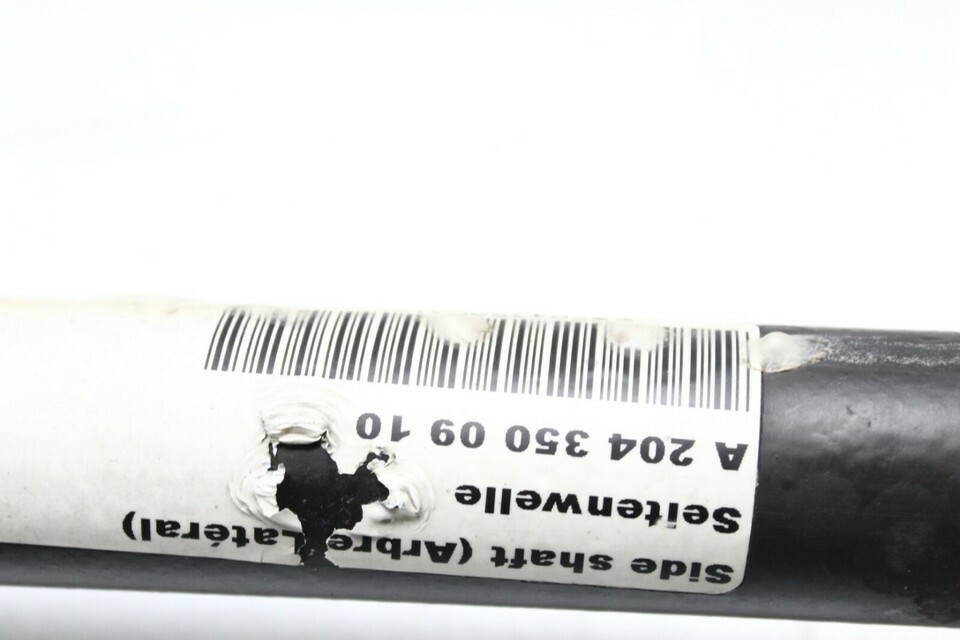 Side shaft (Arbre Latéral)
Seitenwelle
A 204 350 09 10